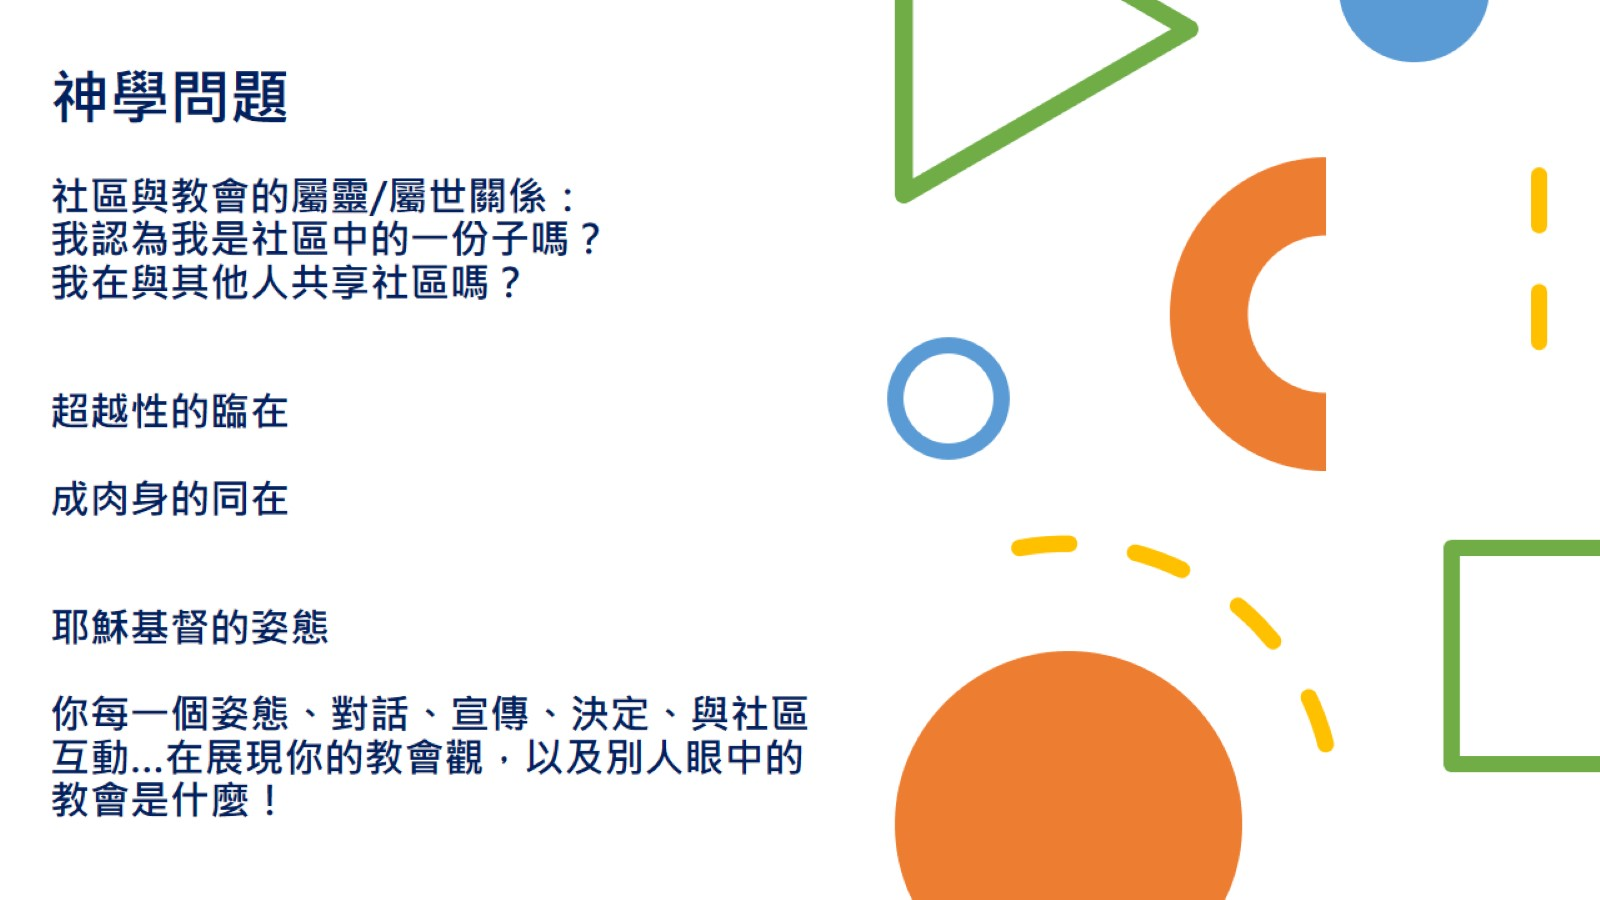 神學問題
社區與教會的屬靈/屬世關係：
我認為我是社區中的一份子嗎？
我在與其他人共享社區嗎？
超越性的臨在
成肉身的同在
耶穌基督的姿態
你每一個姿態、對話、宣傳、決定、與社區
互動...在展現你的教會觀，以及別人眼中的
教會是什麼！